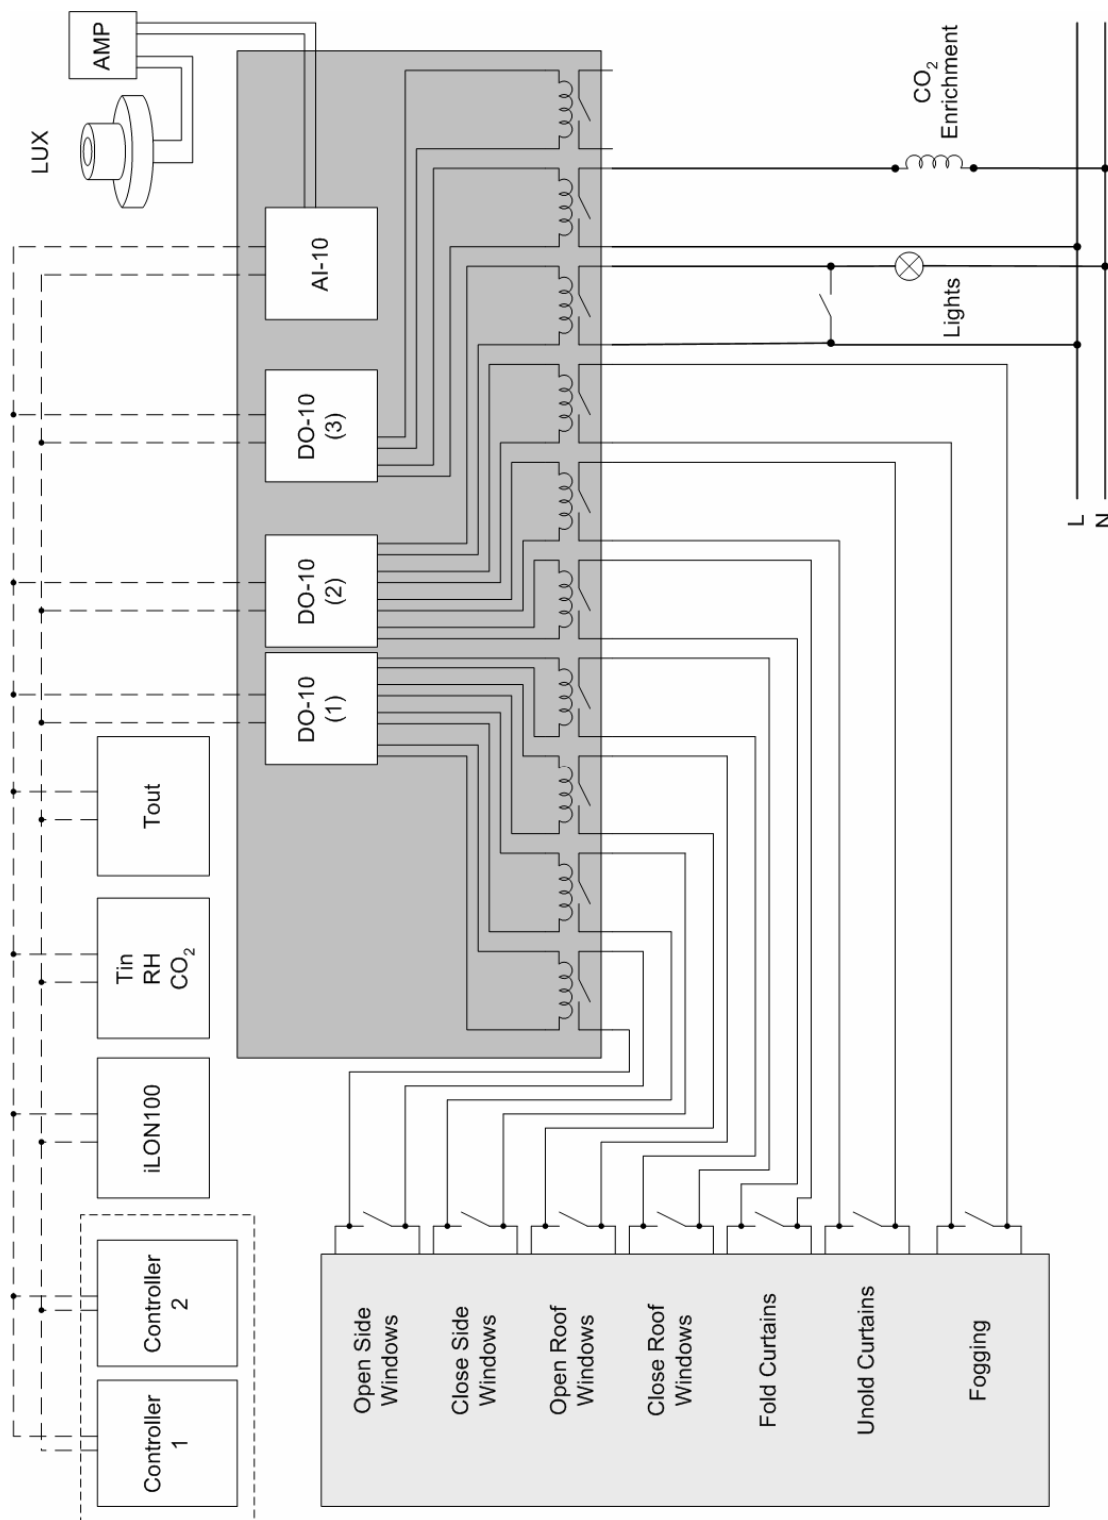 AMP
LUX
CO2
Enrichment
AI-10
Lights
DO-10
(3)
L
N
DO-10
(2)
DO-10
(1)
Tout
Tin
RH
CO2
iLON100
Controller
2
Controller
1
Open Side
Windows
Close Side
Windows
Open Roof
Windows
Close Roof
Windows
Fold Curtains
Unold Curtains
Fogging